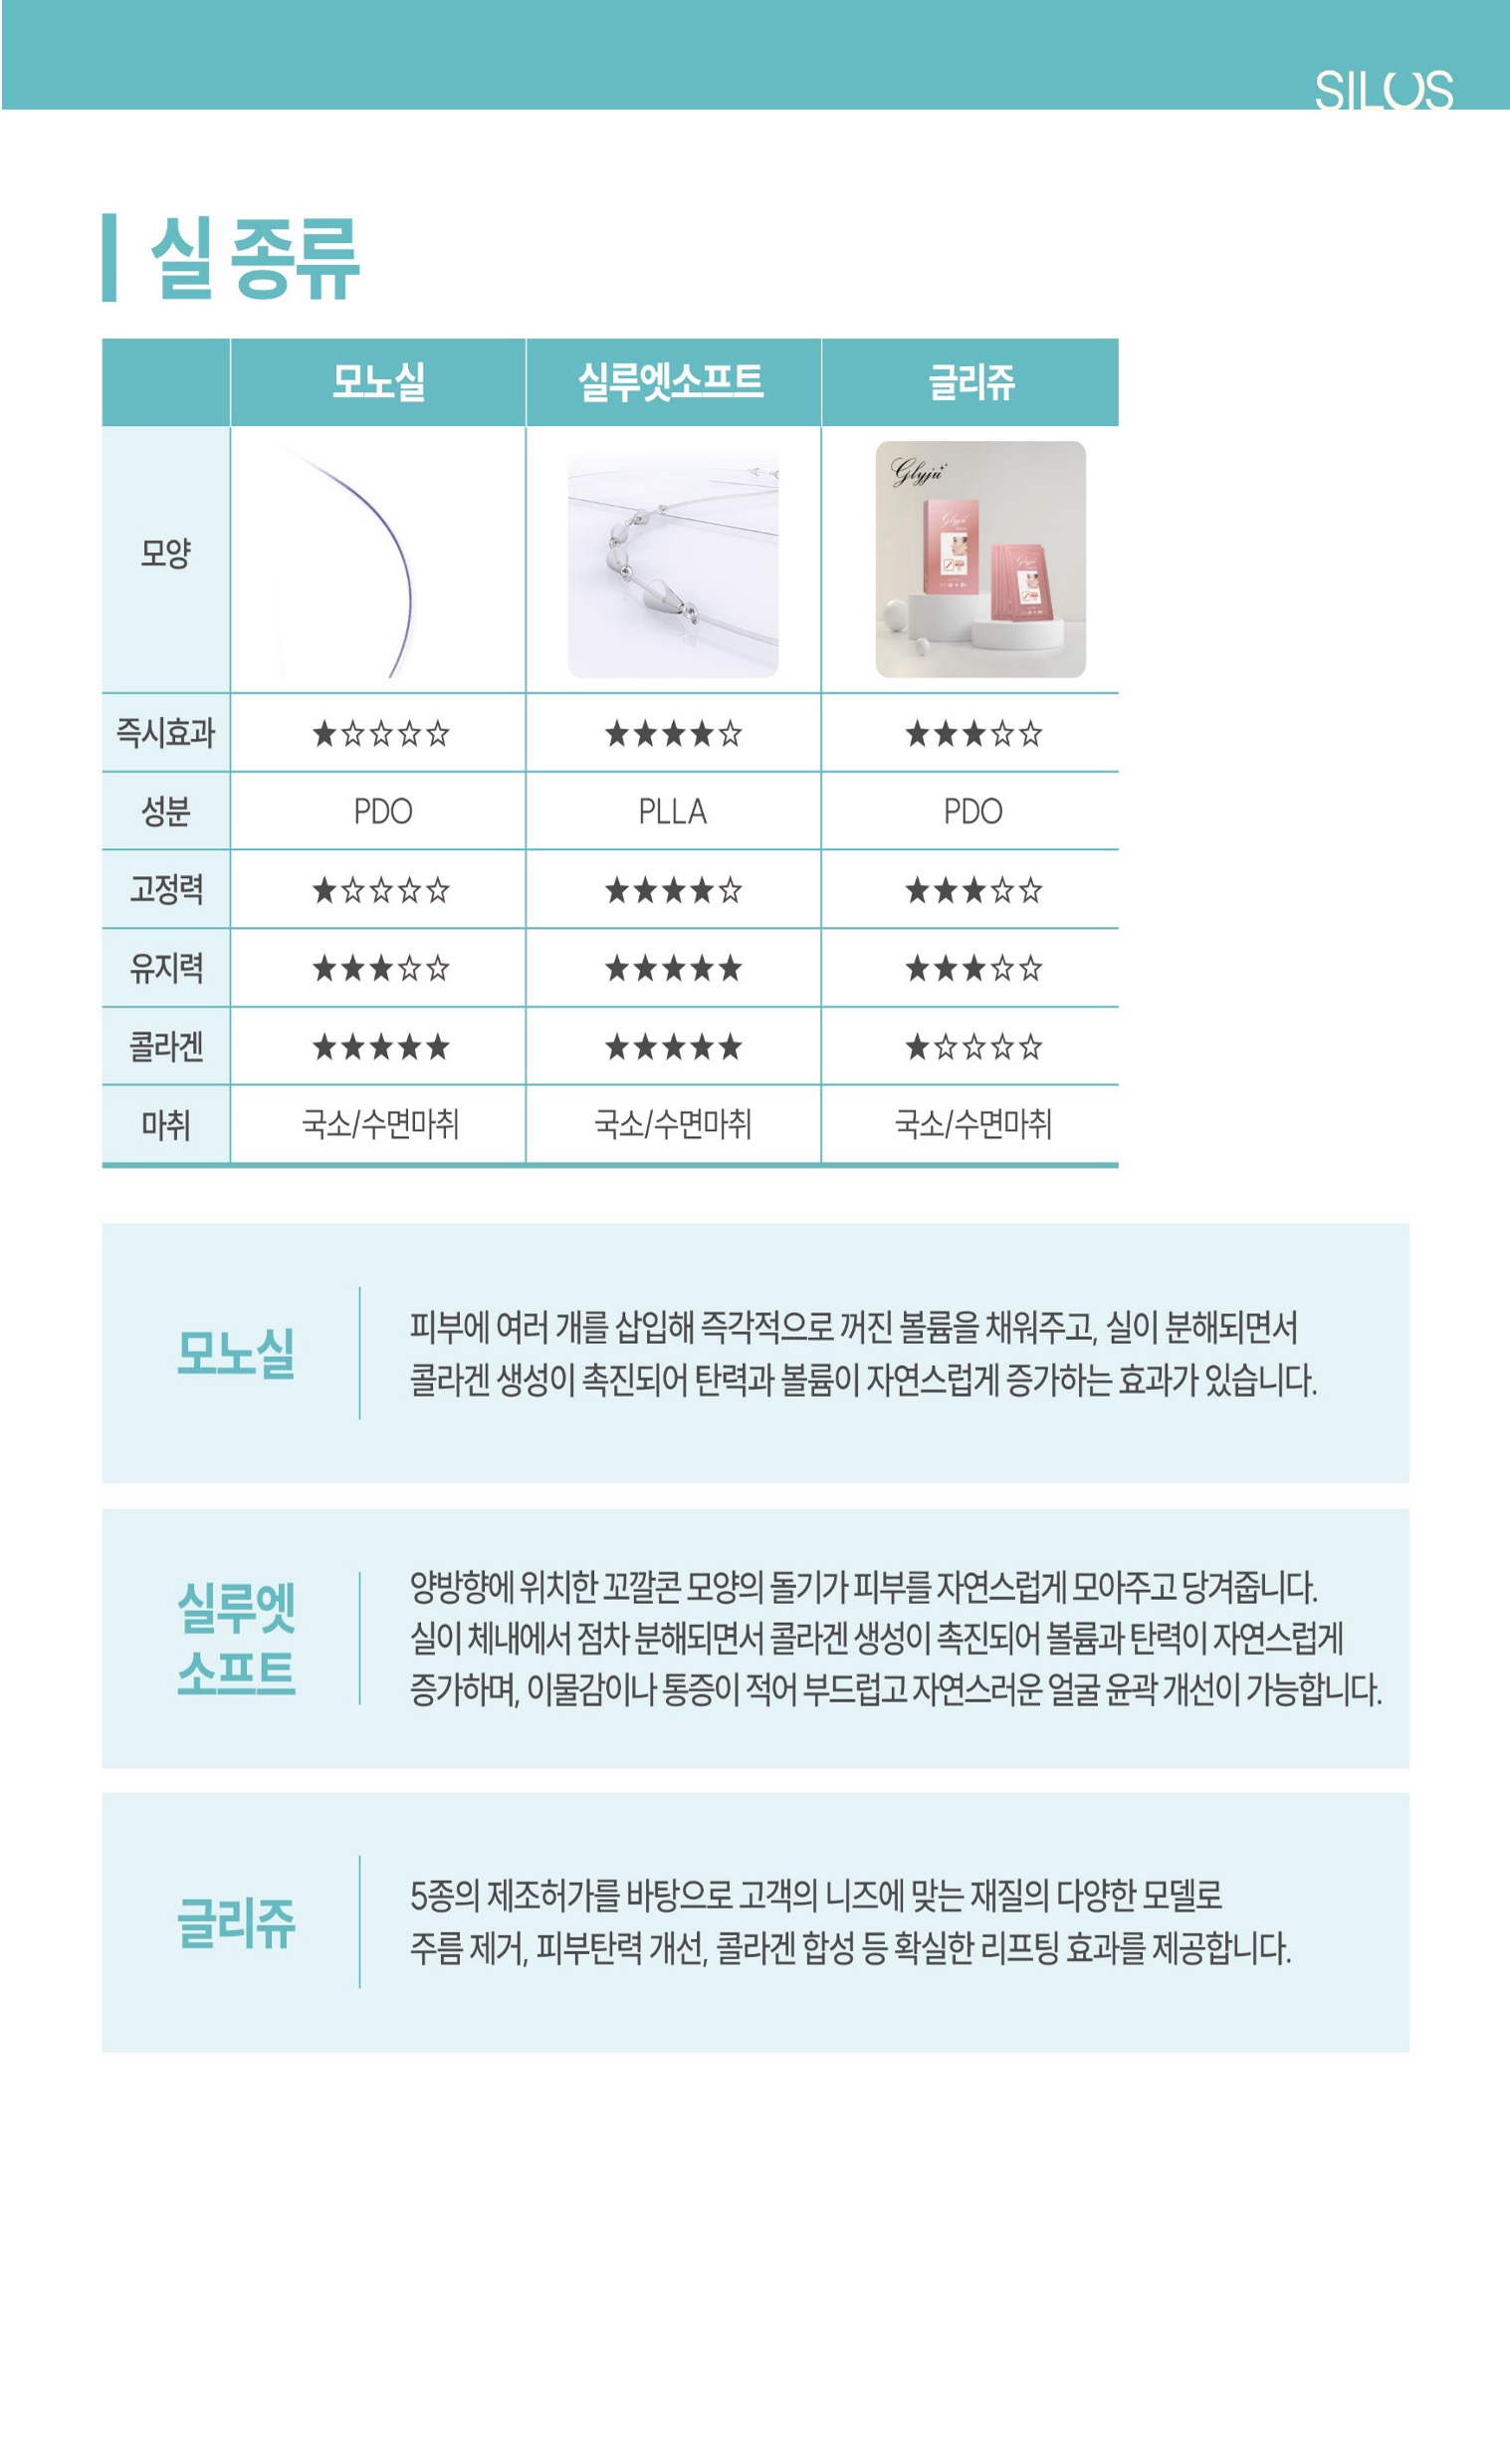 SILOS
실 종류
모노실 실루엣소프트 글리쥬
모양
Glyju
즉시효과 ★☆☆☆☆ ★★★★☆ ★★★☆☆
성분 PDO PLLA PDO
고정력 ★☆☆☆☆ ★★★★☆ ★★★☆☆
유지력 ★★★☆☆ ★★★★★ ★★★☆☆
콜라겐 ★★★★★ ★★★★★ ★☆☆☆☆
마취 국소/수면마취 국소/수면마취 국소/수면마취
모노실
피부에 여러 개를 삽입해 즉각적으로 꺼진 볼륨을 채워주고, 실이 분해되면서
콜라겐 생성이 촉진되어 탄력과 볼륨이 자연스럽게 증가하는 효과가 있습니다.
실루엣
소프트
양방향에 위치한 꼬깔콘 모양의 돌기가 피부를 자연스럽게 모아주고 당겨줍니다.
실이 체내에서 점차 분해되면서 콜라겐 생성이 촉진되어 볼륨과 탄력이 자연스럽게
증가하며, 이물감이나 통증이 적어 부드럽고 자연스러운 얼굴 윤곽 개선이 가능합니다.
글리쥬
5종의 제조허가를 바탕으로 고객의 니즈에 맞는 재질의 다양한 모델로
주름 제거, 피부탄력 개선, 콜라겐 합성 등 확실한 리프팅 효과를 제공합니다.